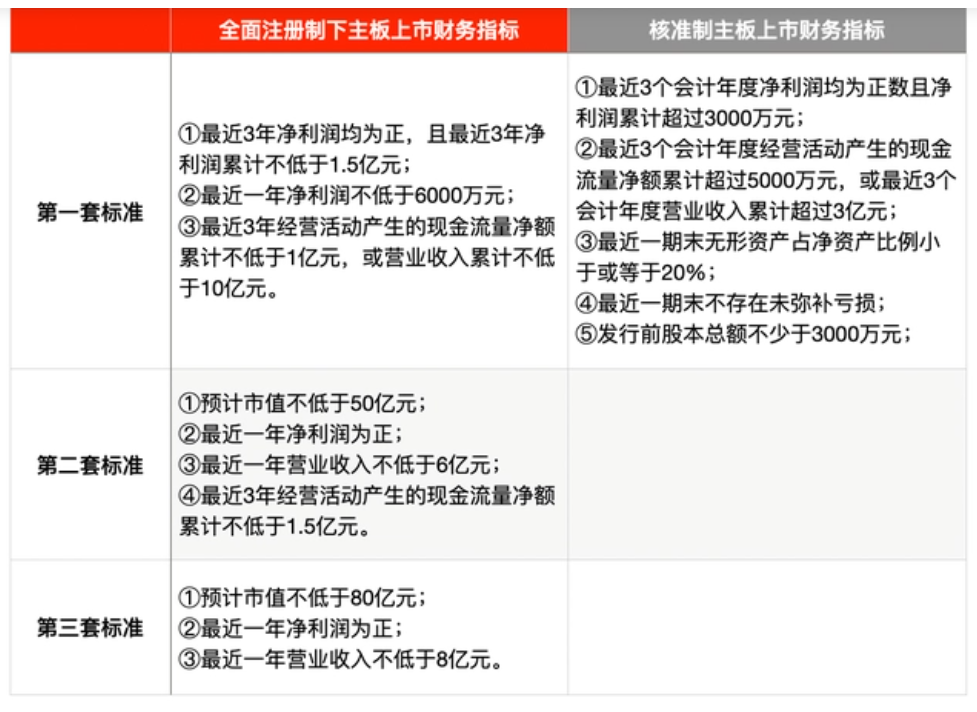 全面注册制下主板上市财务指标
核准制主板上市财务指标
第一套标准
①最近3年净利润均为正，且最近3年净
利润累计不低于1.5亿元；
②最近一年净利润不低于6000万元；
③最近3年经营活动产生的现金流量净额
累计不低于1亿元，或营业收入累计不低
于10亿元。
①最近3个会计年度净利润均为正数且净
利润累计超过3000万元；
②最近3个会计年度经营活动产生的现金
流量净额累计超过5000万元，或最近3个
会计年度营业收入累计超过3亿元；
③最近一期末无形资产占净资产比例小
于或等于20%；
④最近一期末不存在未弥补亏损；
⑤发行前股本总额不少于3000万元；
第二套标准
①预计市值不低于50亿元；
②最近一年净利润为正；
③最近一年营业收入不低于6亿元；
④最近3年经营活动产生的现金流量净额
累计不低于1.5亿元。
第三套标准
①预计市值不低于80亿元；
②最近一年净利润为正；
③最近一年营业收入不低于8亿元。